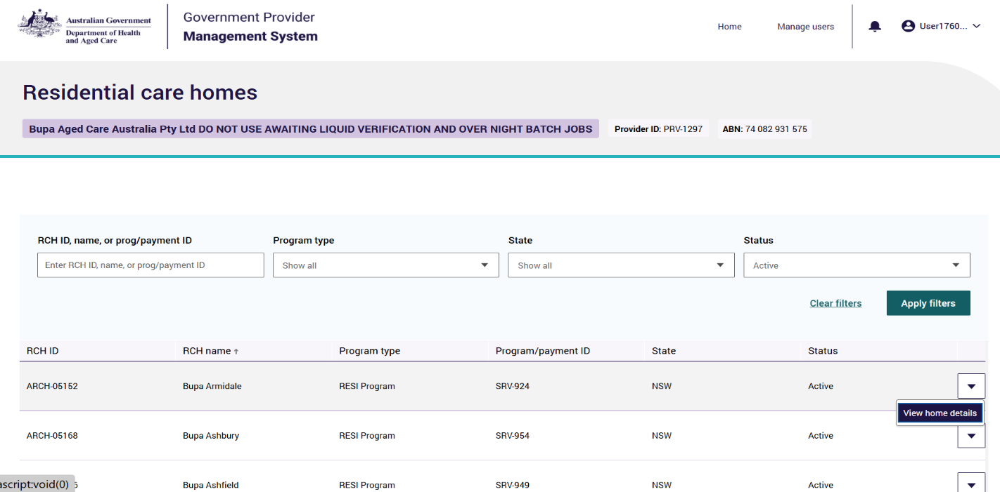 Australian Government
Department of Health
and Aged Care
Government Provider
Management System
Home
Manage users
User1760...
Residential care homes
Bupa Aged Care Australia Pty Ltd DO NOT USE AWAITING LIQUID VERIFICATION AND OVER NIGHT BATCH JOBS
Provider ID: PRV-1297
ABN: 74 082 931 575
RCH ID, name, or prog/payment ID
Program type
State
Status
Enter RCH ID, name, or prog/payment ID
Show all
Show all
Active
Clear filters
Apply filters
RCH ID RCH name ↑ Program type Program/payment ID State Status
ARCH-05152 Bupa Armidale RESI Program SRV-924 NSW Active
View home details
ARCH-05168 Bupa Ashbury RESI Program SRV-954 NSW Active
Bupa Ashfield RESI Program SRV-949 NSW Active
ascript:void(0)